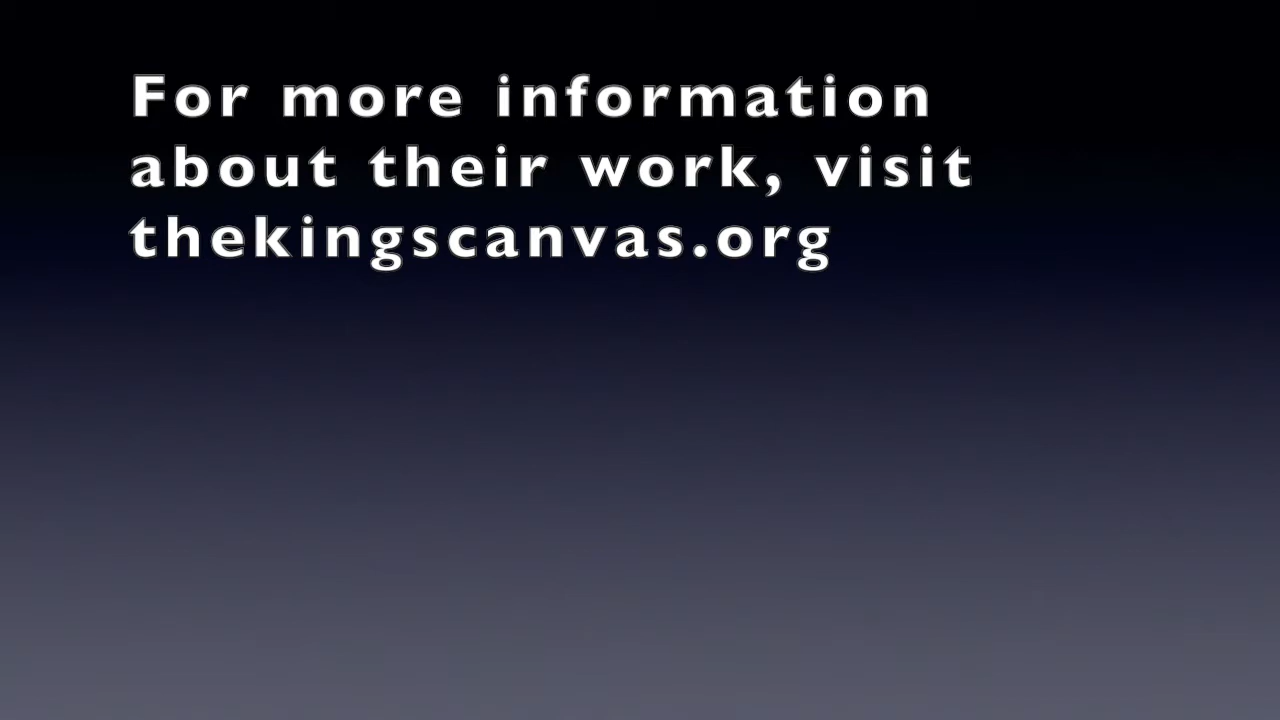 For more information
about their work, visit
thekingscanvas.org